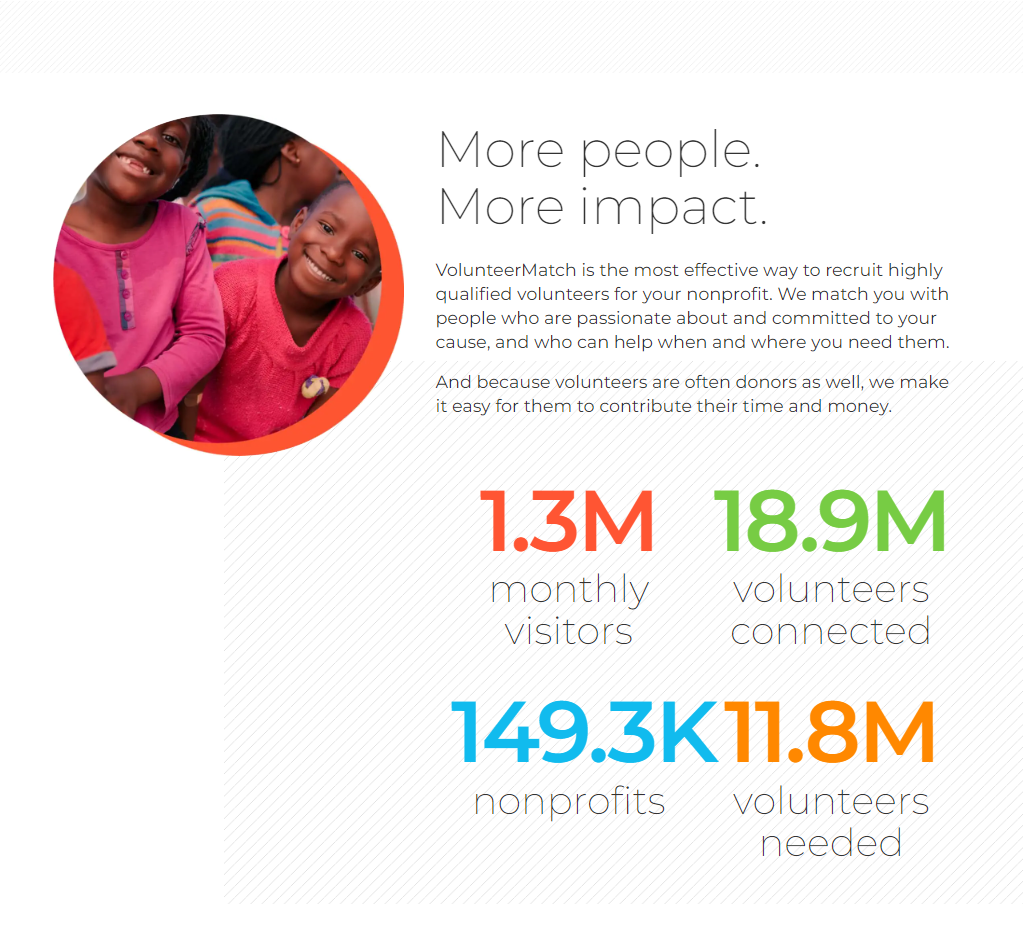 More people.
More impact.
VolunteerMatch is the most effective way to recruit highly
qualified volunteers for your nonprofit. We match you with
people who are passionate about and committed to your
cause, and who can help when and where you need them.
And because volunteers are often donors as well, we make
it easy for them to contribute their time and money.
1.3M
monthly
visitors
18.9M
volunteers
connected
149.3K
nonprofits
11.8M
volunteers
needed